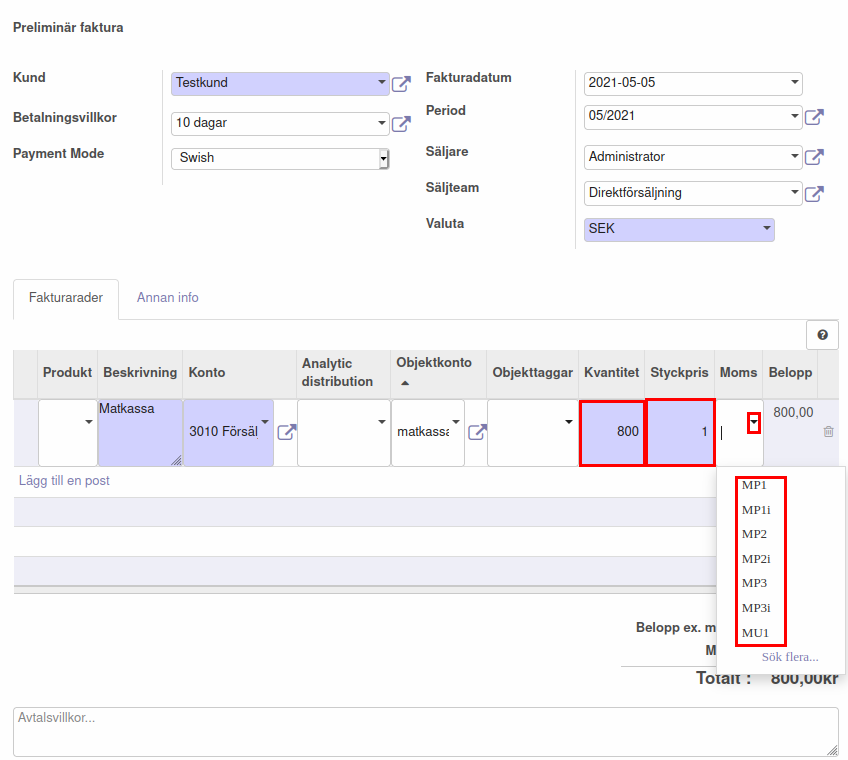 Preliminär faktura
Kund Testkund Fakturadatum 2021-05-05
Betalningsvillkor 10 dagar Period 05/2021
Payment Mode Swish Säljare Administrator
Säljteam Direktförsäljning
Valuta SEK
Fakturarader Annan info
?
Produkt Beskrivning Konto Analytic distribution Objektkonto Objekttaggar Kvantitet Styckpris Moms Belopp
Matkassa 3010 Försäl matkassa 800 1 800,00
Lägg till en post
MP1
MP1i
MP2
MP2i
MP3
MP3i
MU1
Sök flera...
Belopp ex. m
M
Totalt : 800,00kr
Avtalsvillkor...